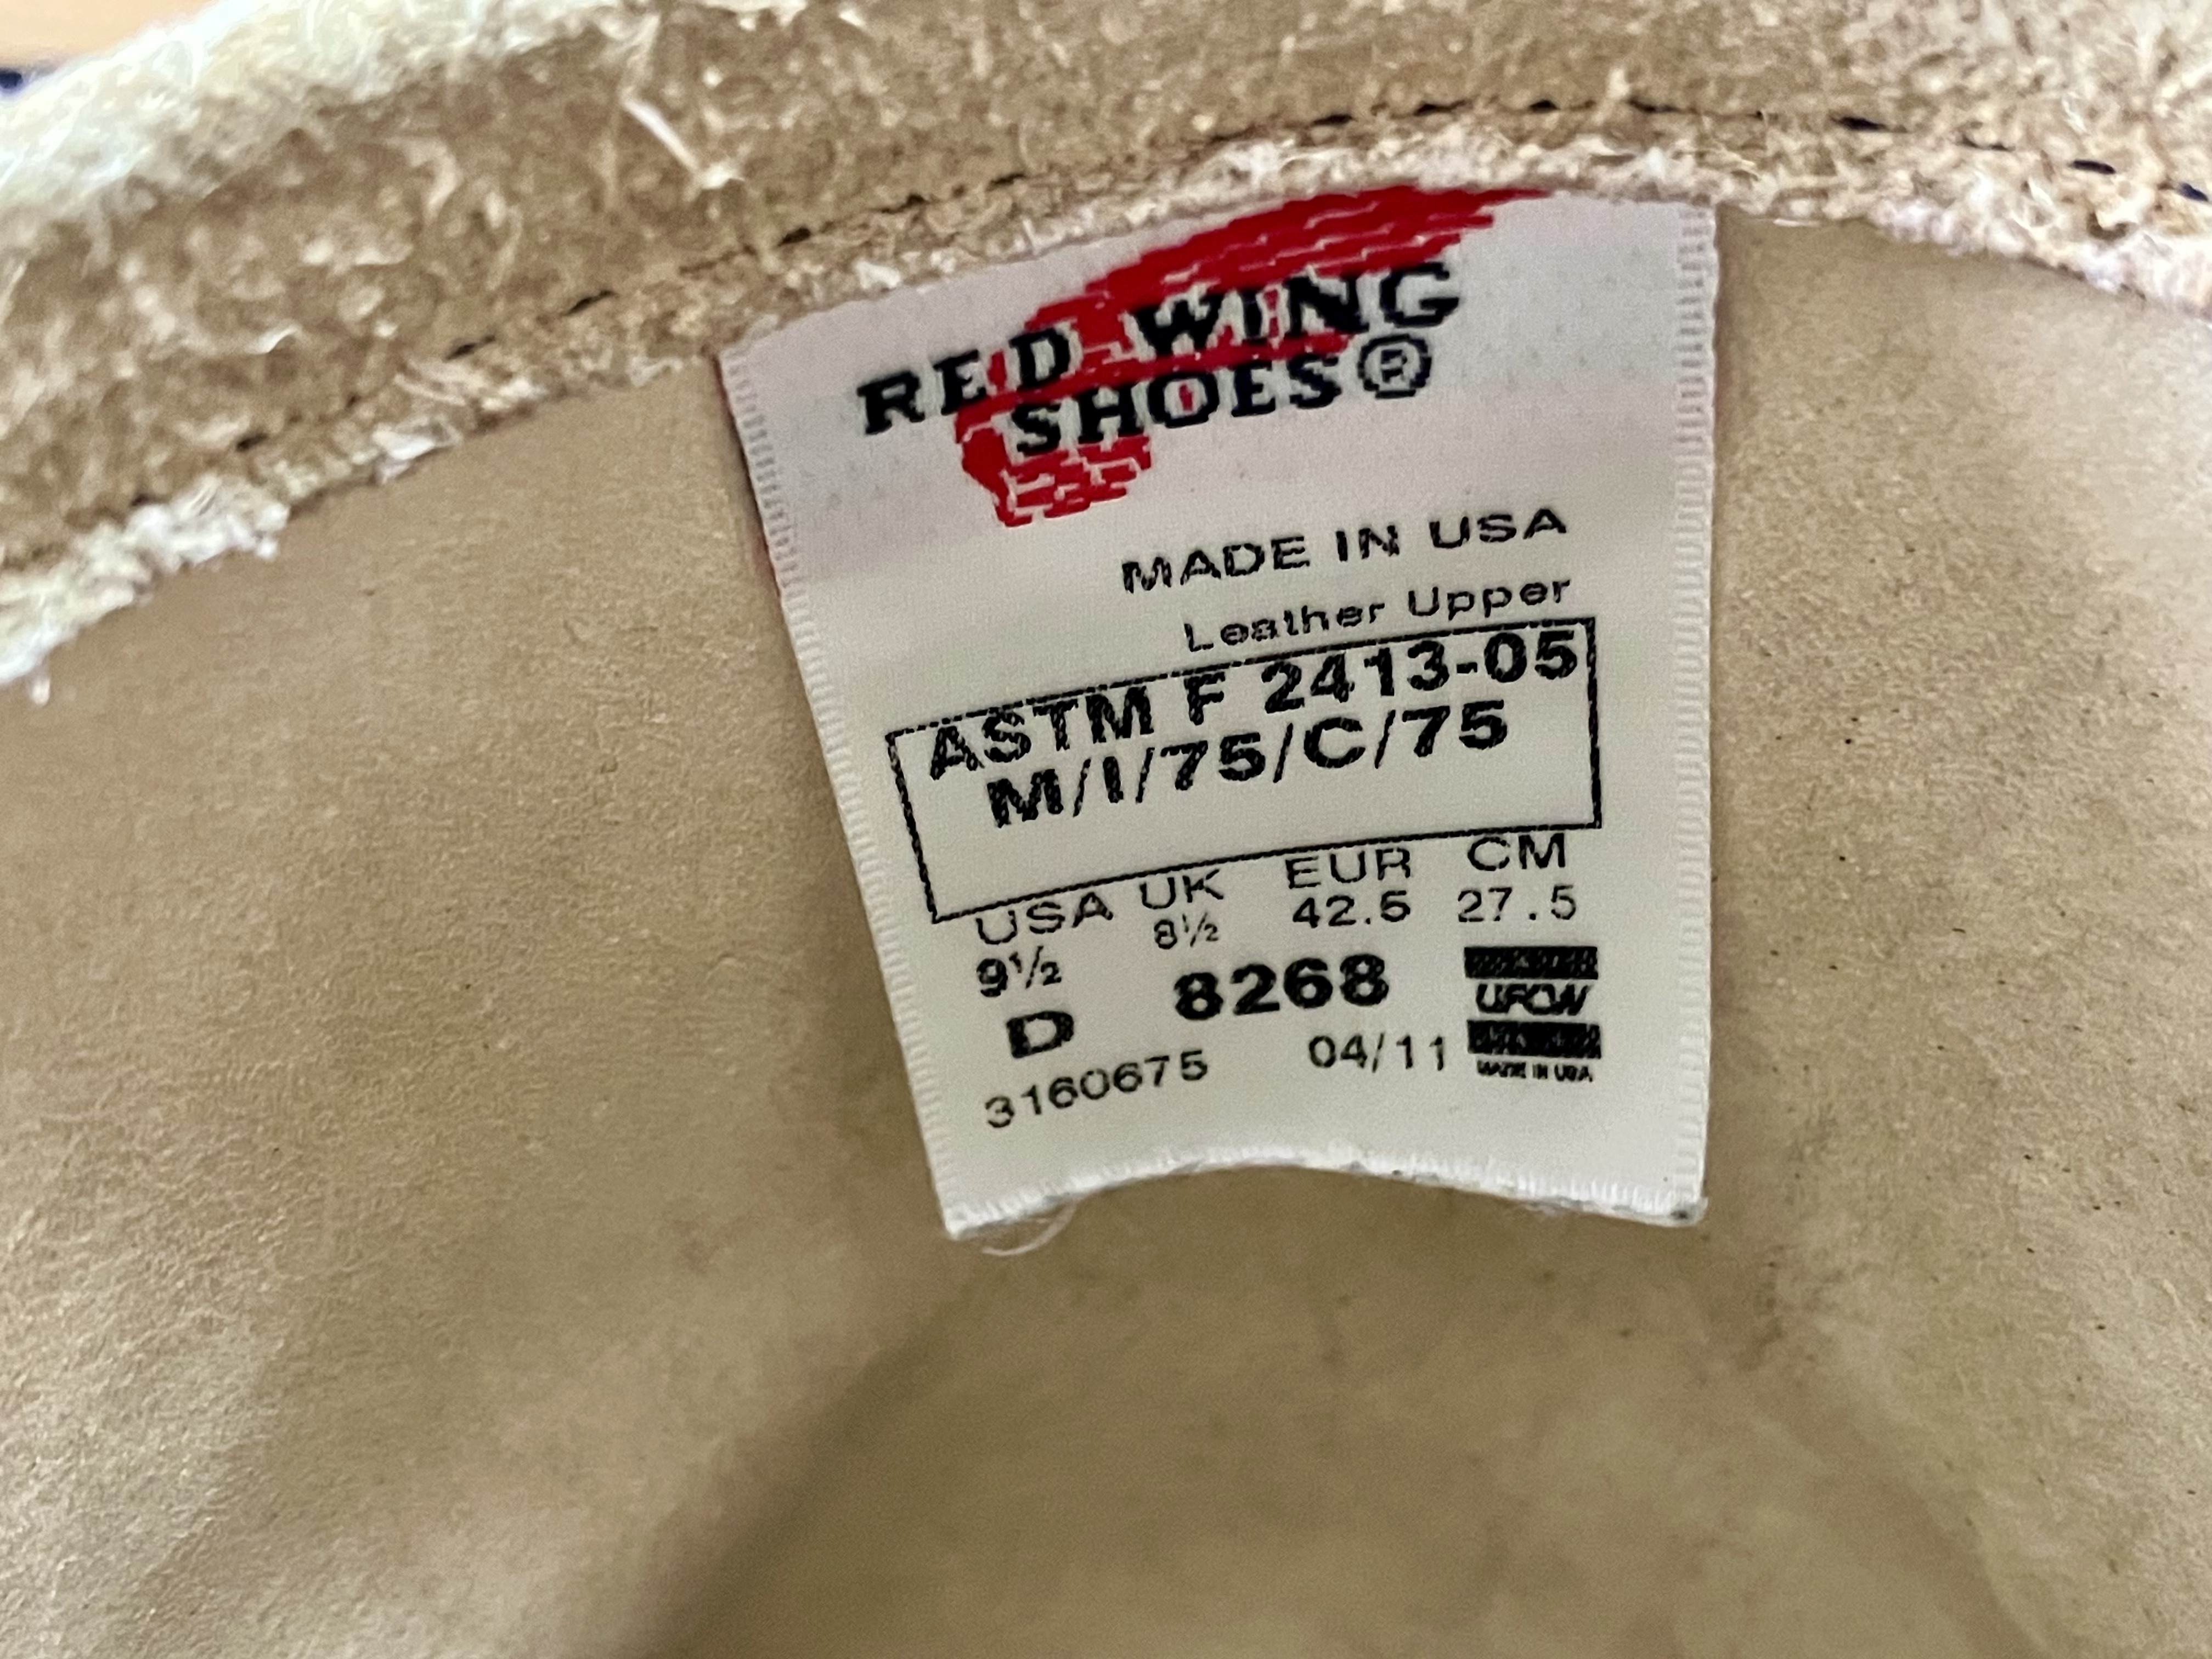 RED WING
SHOES®
MADE IN USA
Leather Upper
ASTM F 2413-05
M/I/75/C/75
USA UK EUR CM
9½ 8½ 42.5 27.5
D 8268
UFCW
3160675 04/11
MADE IN USA